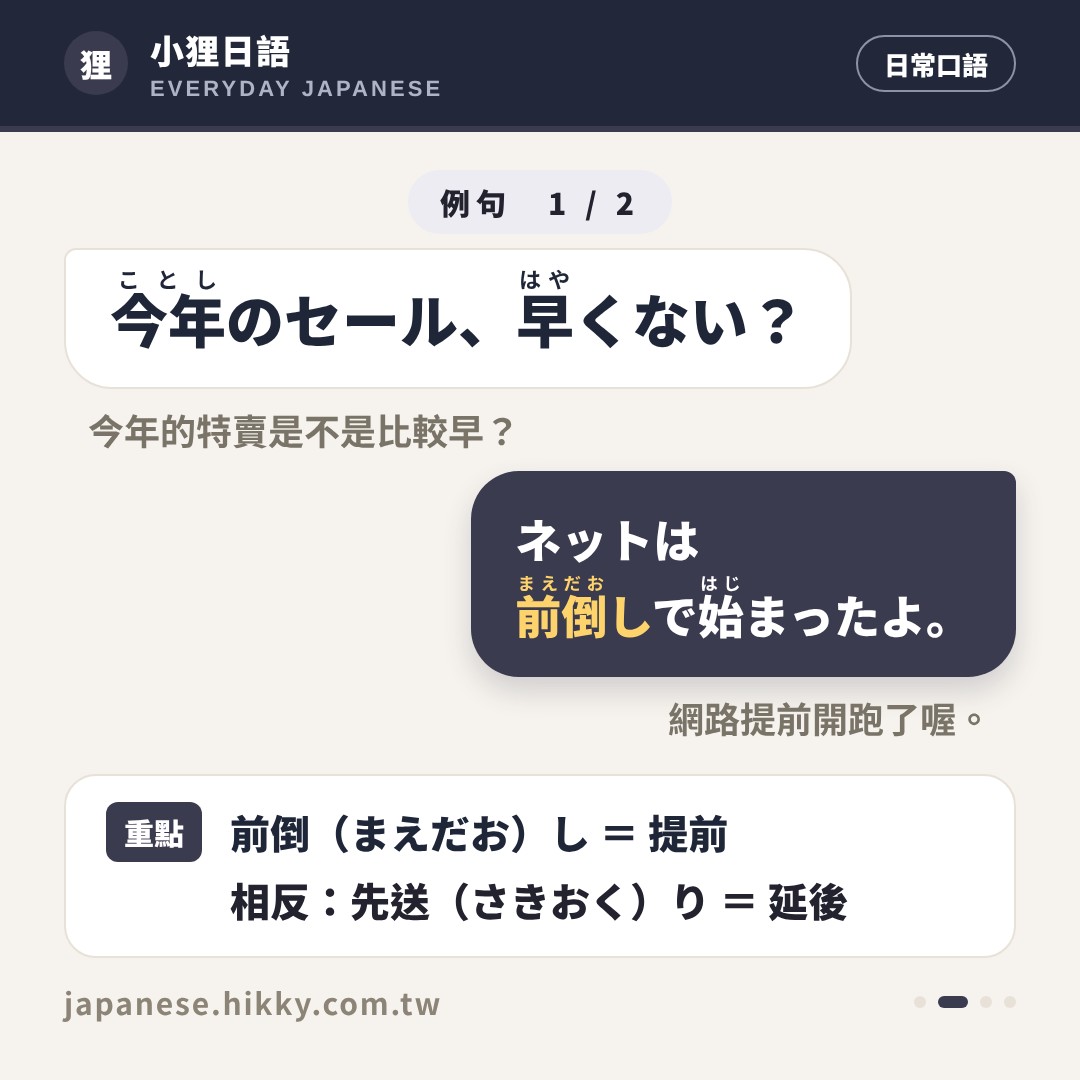 狸
小狸日語
EVERYDAY JAPANESE
日常口語
例句 1 / 2
ことし はや
今年のセール、早くない？
今年的特賣是不是比較早？
ネットは
まえだお はじ
前倒しで始まったよ。
網路提前開跑了喔。
重點 前倒（まえだお）し ＝ 提前
相反：先送（さきおく）り ＝ 延後
japanese.hikky.com.tw